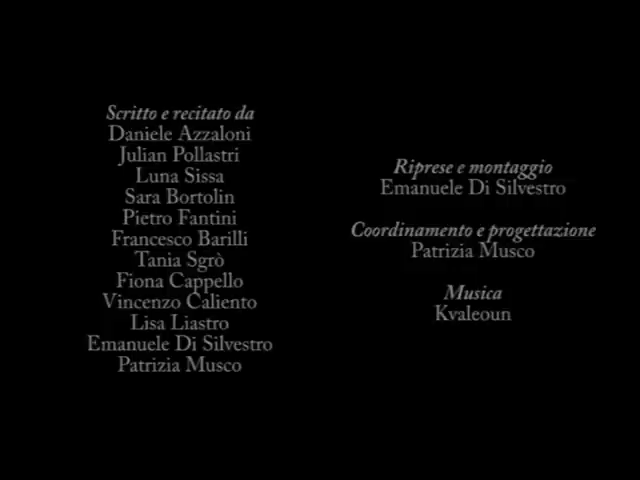 Scritto e recitato da
Daniele Azzaloni
Julian Pollastri
Luna Sissa
Sara Bortolin
Pietro Fantini
Francesco Barilli
Tania Sgrò
Fiona Cappello
Vincenzo Caliento
Lisa Liastro
Emanuele Di Silvestro
Patrizia Musco
Riprese e montaggio
Emanuele Di Silvestro
Coordinamento e progettazione
Patrizia Musco
Musica
Kvaleoun